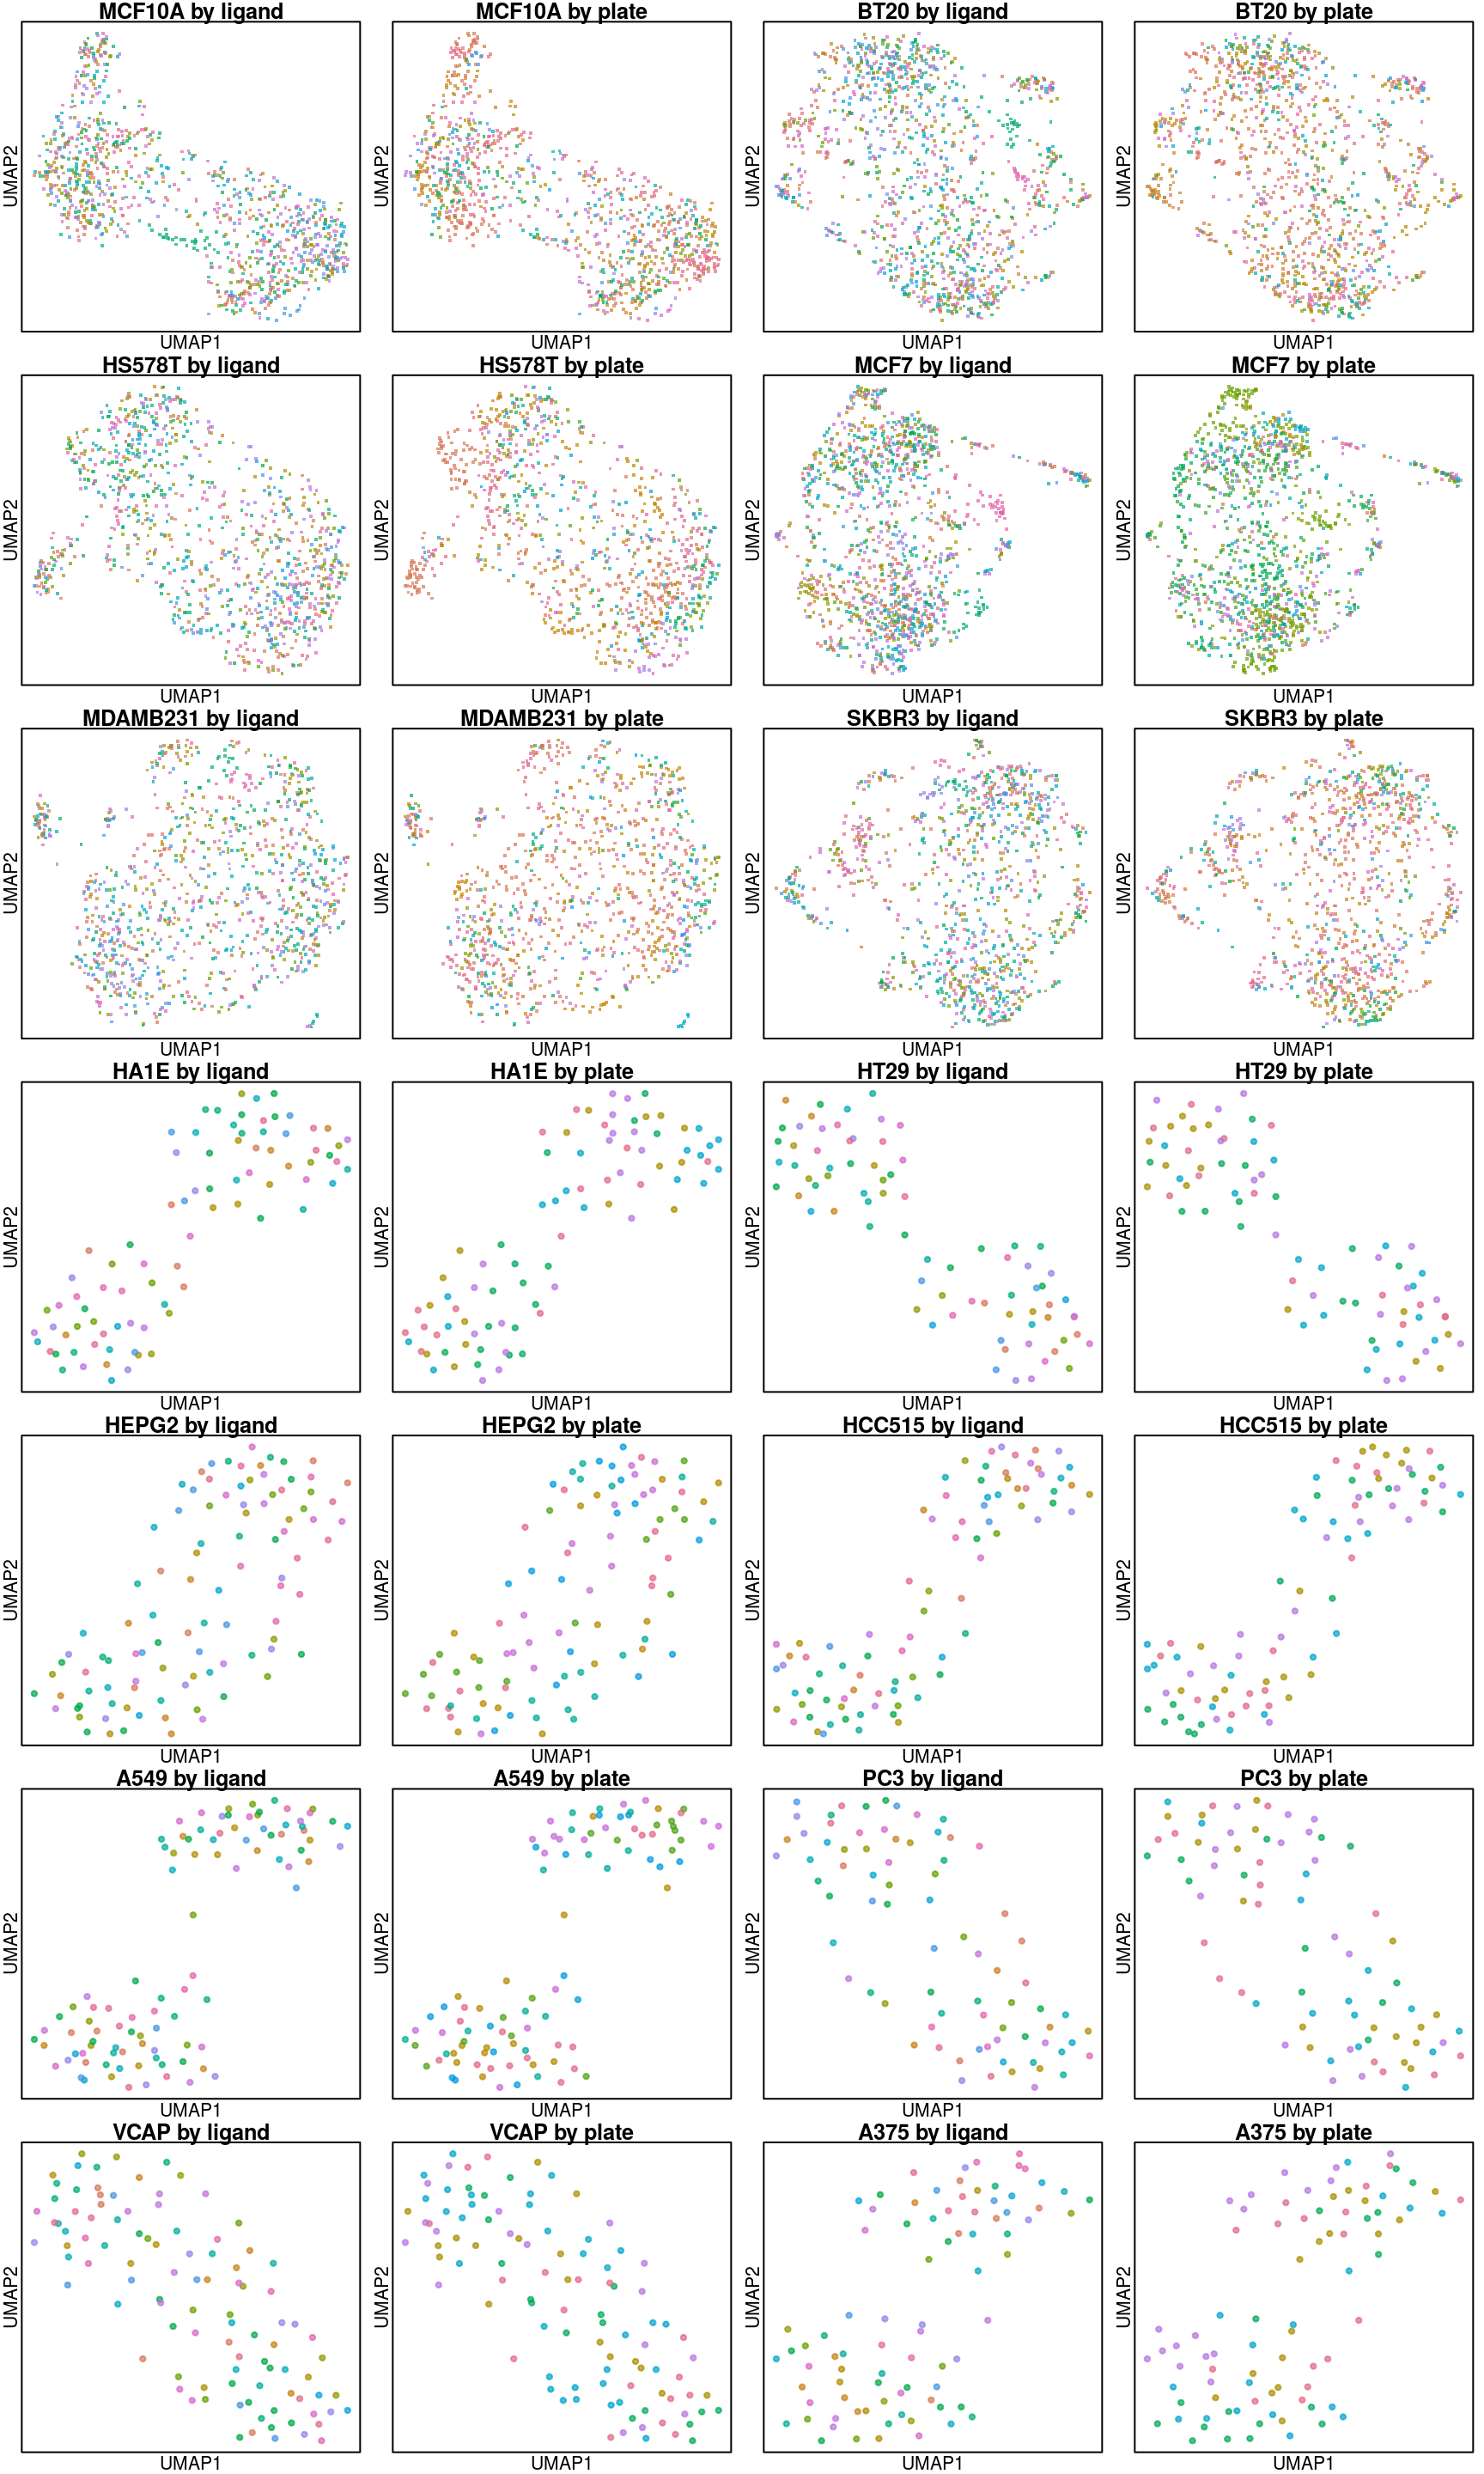 MCF10A by ligand
MCF10A by plate
BT20 by ligand
BT20 by plate
UMAP2
UMAP2
UMAP2
UMAP2
UMAP1
UMAP1
UMAP1
UMAP1
HS578T by ligand
HS578T by plate
MCF7 by ligand
MCF7 by plate
UMAP2
UMAP2
UMAP2
UMAP2
UMAP1
UMAP1
UMAP1
UMAP1
MDAMB231 by ligand
MDAMB231 by plate
SKBR3 by ligand
SKBR3 by plate
UMAP2
UMAP2
UMAP2
UMAP2
UMAP1
UMAP1
UMAP1
UMAP1
HA1E by ligand
HA1E by plate
HT29 by ligand
HT29 by plate
UMAP2
UMAP2
UMAP2
UMAP2
UMAP1
UMAP1
UMAP1
UMAP1
HEPG2 by ligand
HEPG2 by plate
HCC515 by ligand
HCC515 by plate
UMAP2
UMAP2
UMAP2
UMAP2
UMAP1
UMAP1
UMAP1
UMAP1
A549 by ligand
A549 by plate
PC3 by ligand
PC3 by plate
UMAP2
UMAP2
UMAP2
UMAP2
UMAP1
UMAP1
UMAP1
UMAP1
VCAP by ligand
VCAP by plate
A375 by ligand
A375 by plate
UMAP2
UMAP2
UMAP2
UMAP2
UMAP1
UMAP1
UMAP1
UMAP1